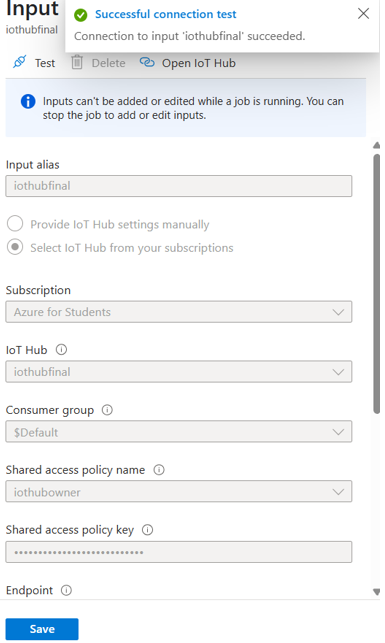 Input
iothubfinal
Successful connection test
Connection to input 'iothubfinal' succeeded.
Test
Delete
Open IoT Hub
Inputs can't be added or edited while a job is running. You can
stop the job to add or edit inputs.
Input alias
iothubfinal
Provide IoT Hub settings manually
Select IoT Hub from your subscriptions
Subscription
Azure for Students
IoT Hub
iothubfinal
Consumer group
$Default
Shared access policy name
iothubowner
Shared access policy key
•••••••••••••••••••••••••••
Endpoint
Save